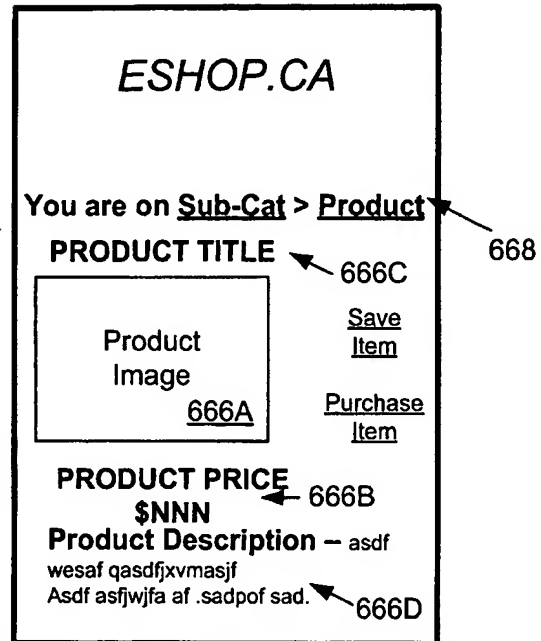 ESHOP.CA
You are on Sub-Cat > Product
668
PRODUCT TITLE
666C
Product
Image
666A
Save
Item
Purchase
Item
PRODUCT PRICE
$NNN
666B
Product Description – asdf
wesaf qasdfjxvmasjf
Asdf asfjwjfa af .sadpof sad.
666D